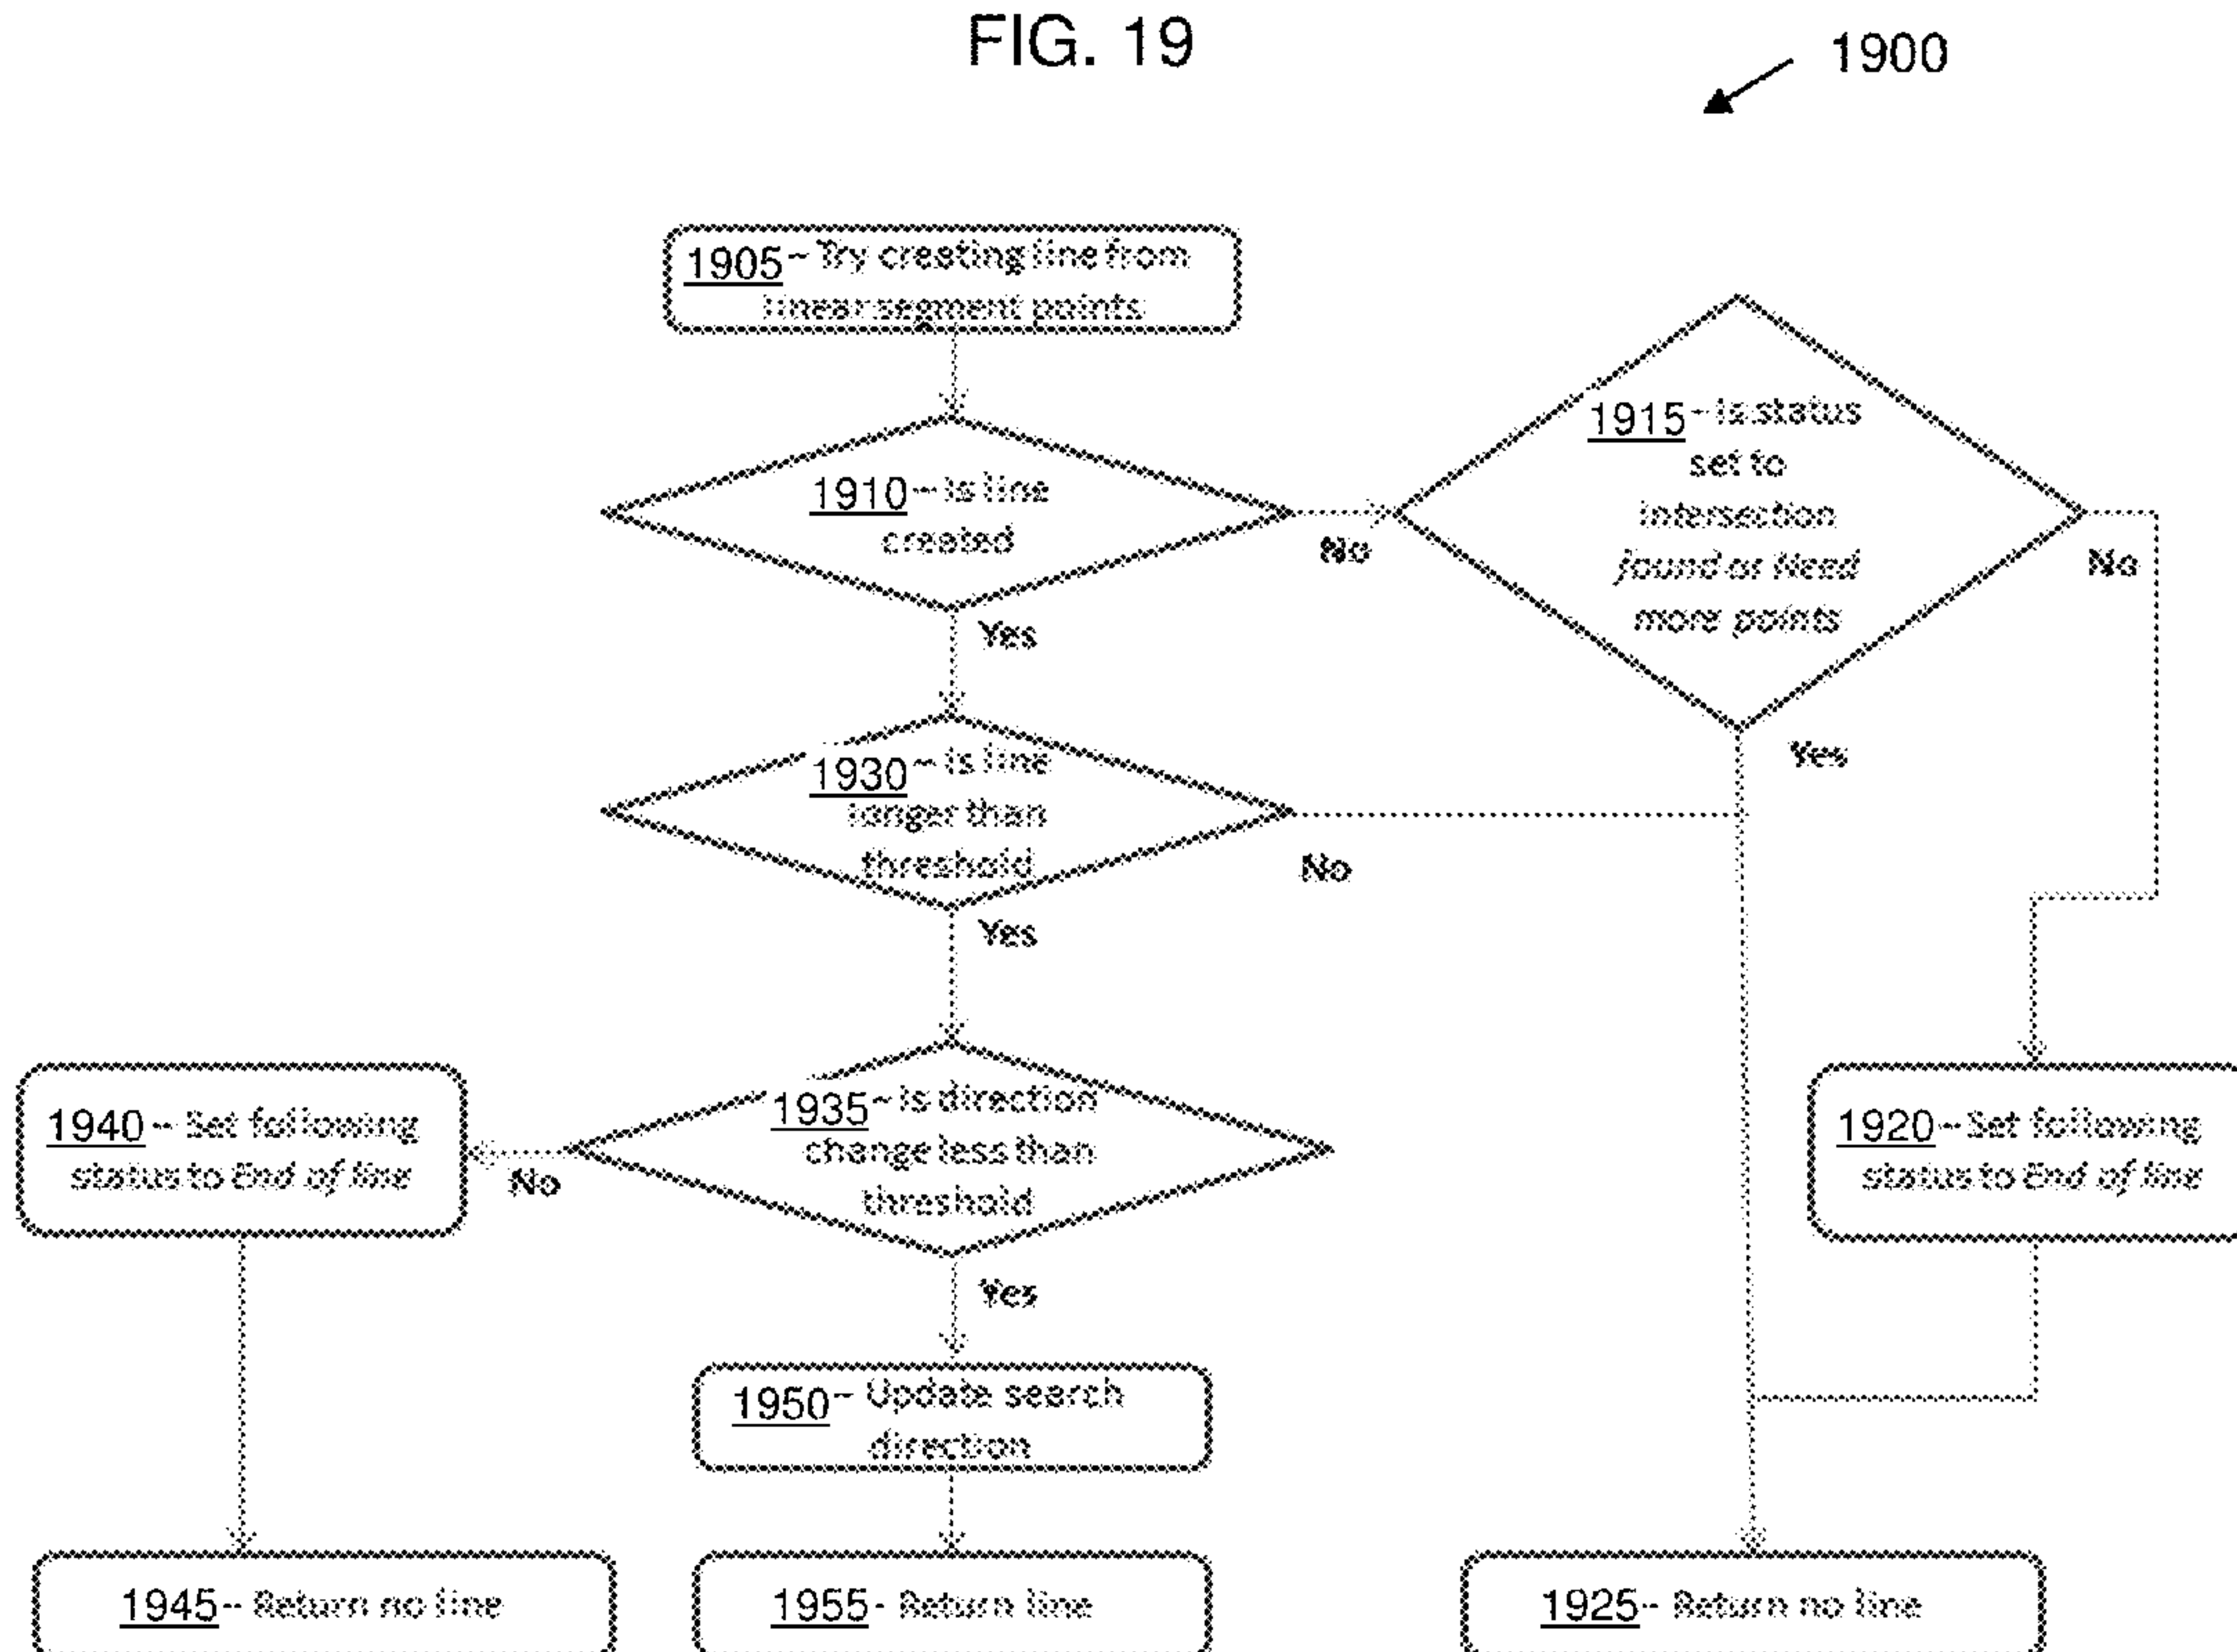 FIG. 19
1900
1905 ~ Try creating line from
linear segment points
1910 ~ Is line
created
No
Yes
1915 ~ Is status
set to
Intersection
found or Need
more points
No
Yes
1930 ~ Is line
longer than
threshold
No
Yes
1935 ~ Is direction
change less than
threshold
No
Yes
1940 ~ Set following
status to End of line
1920 ~ Set following
status to End of line
1950 ~ Update search
direction
1945 ~ Return no line
1955 - Return line
1925 ~ Return no line